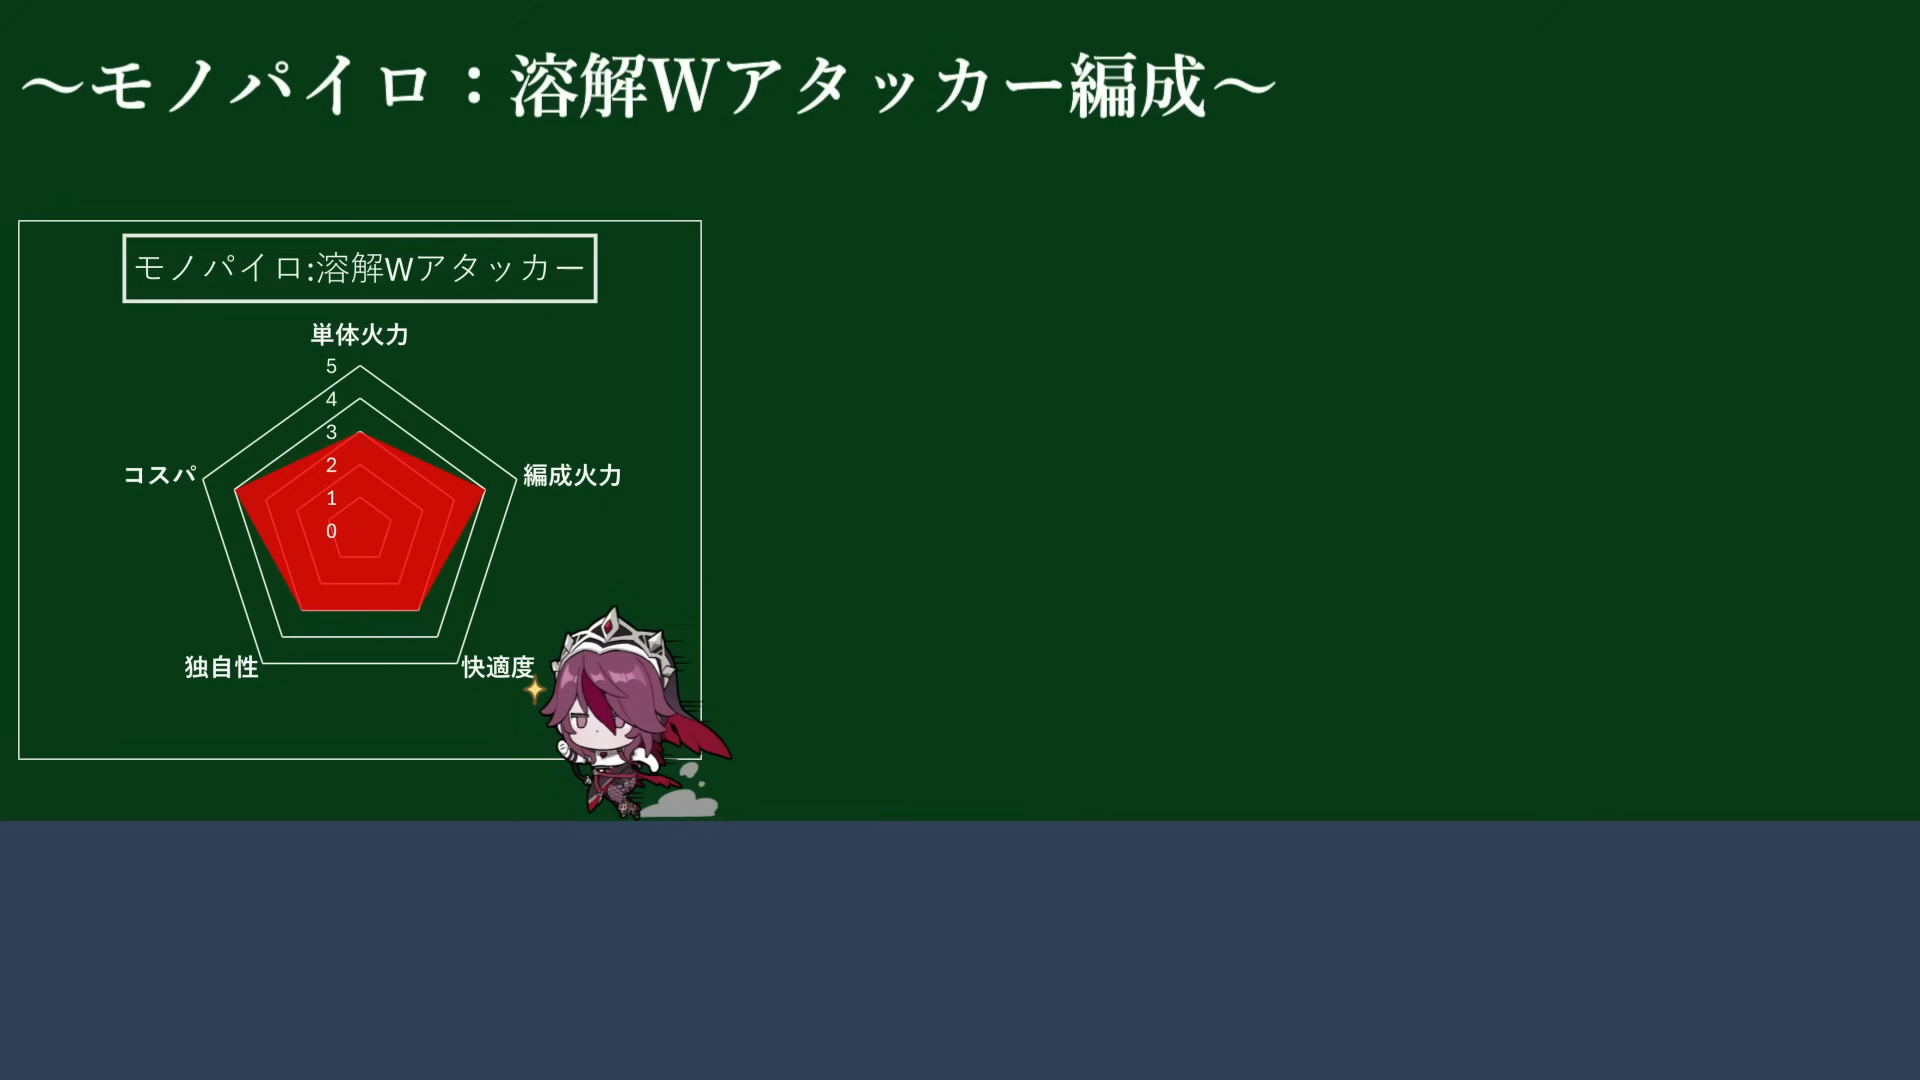 ～モノパイロ：溶解Wアタッカー編成～
モノパイロ:溶解Wアタッカー
単体火力
5
4
3
2
1
0
コスパ
編成火力
独自性
快適度